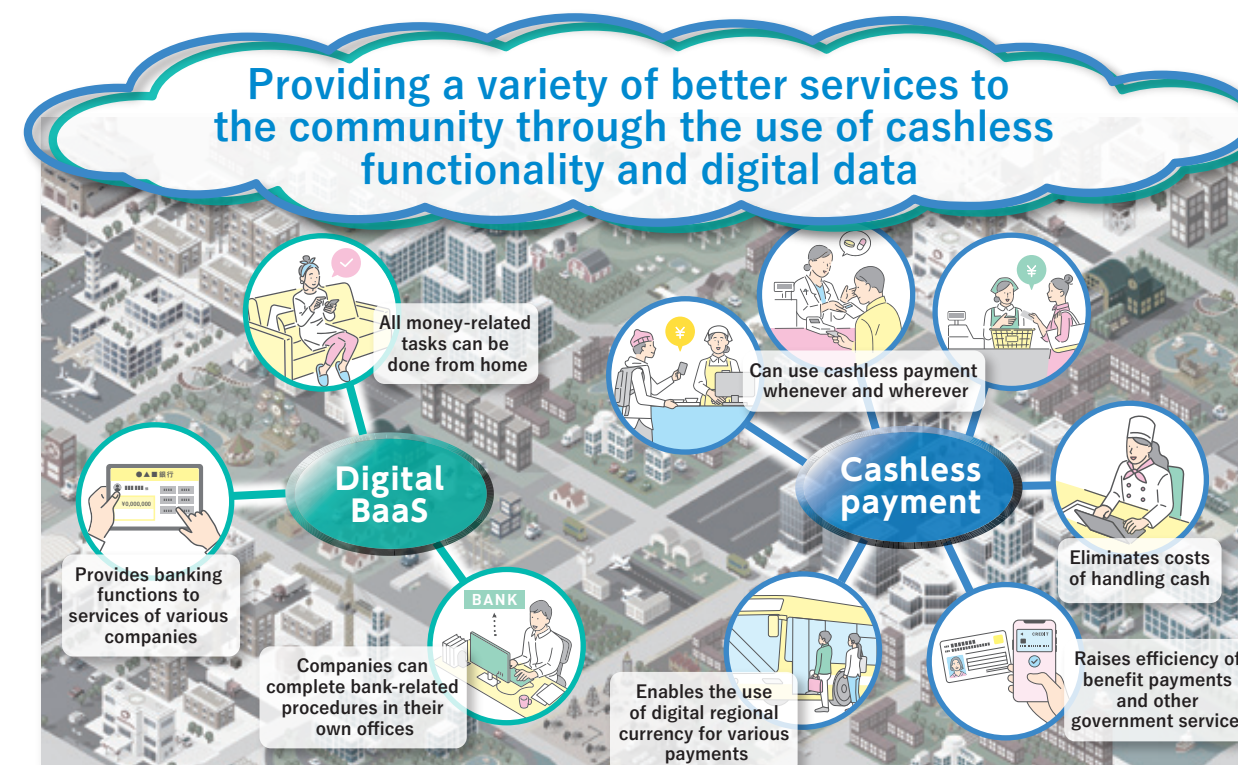 Providing a variety of better services to
the community through the use of cashless
functionality and digital data
All money-related
tasks can be
done from home
Digital
BaaS
●▲■銀行
¥0,000,000
Provides banking
functions to
services of various
companies
BANK
Companies can
complete bank-related
procedures in their
own offices
¥
¥
Can use cashless payment
whenever and wherever
Cashless
payment
Eliminates costs
of handling cash
CREDIT
Raises efficiency of
benefit payments
and other
government service
Enables the use
of digital regional
currency for various
payments